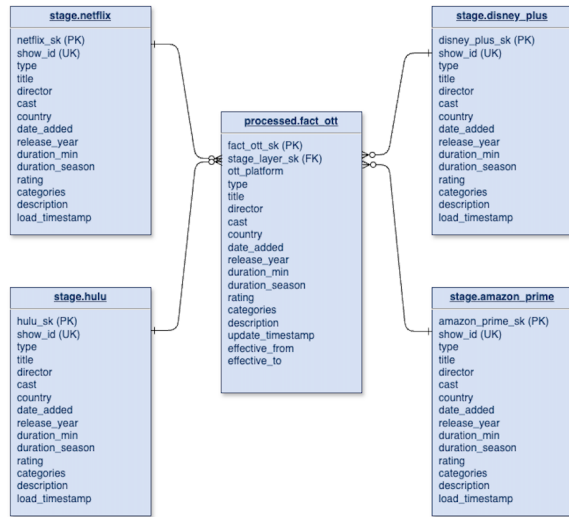 stage.netflix
netflix_sk (PK)
show_id (UK)
type
title
director
cast
country
date_added
release_year
duration_min
duration_season
rating
categories
description
load_timestamp
stage.disney_plus
disney_plus_sk (PK)
show_id (UK)
type
title
director
cast
country
date_added
release_year
duration_min
duration_season
rating
categories
description
load_timestamp
processed.fact_ott
fact_ott_sk (PK)
stage_layer_sk (FK)
ott_platform
type
title
director
cast
country
date_added
release_year
duration_min
duration_season
rating
categories
description
update_timestamp
effective_from
effective_to
stage.hulu
hulu_sk (PK)
show_id (UK)
type
title
director
cast
country
date_added
release_year
duration_min
duration_season
rating
categories
description
load_timestamp
stage.amazon_prime
amazon_prime_sk (PK)
show_id (UK)
type
title
director
cast
country
date_added
release_year
duration_min
duration_season
rating
categories
description
load_timestamp